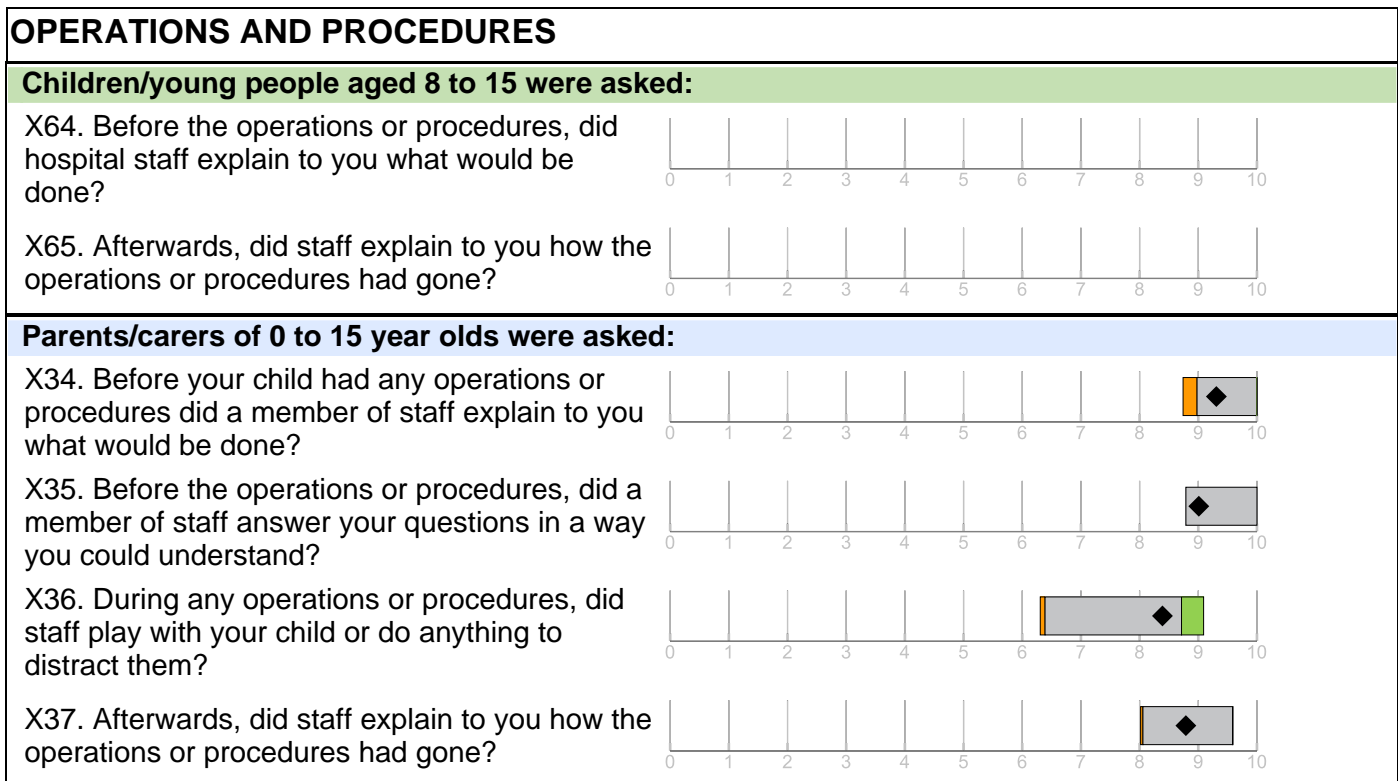 OPERATIONS AND PROCEDURES
Children/young people aged 8 to 15 were asked:
X64. Before the operations or procedures, did
hospital staff explain to you what would be
done?
0 1 2 3 4 5 6 7 8 9 10
X65. Afterwards, did staff explain to you how the
operations or procedures had gone?
0 1 2 3 4 5 6 7 8 9 10
Parents/carers of 0 to 15 year olds were asked:
X34. Before your child had any operations or
procedures did a member of staff explain to you
what would be done?
0 1 2 3 4 5 6 7 8 9 10
X35. Before the operations or procedures, did a
member of staff answer your questions in a way
you could understand?
0 1 2 3 4 5 6 7 8 9 10
X36. During any operations or procedures, did
staff play with your child or do anything to
distract them?
0 1 2 3 4 5 6 7 8 9 10
X37. Afterwards, did staff explain to you how the
operations or procedures had gone?
0 1 2 3 4 5 6 7 8 9 10